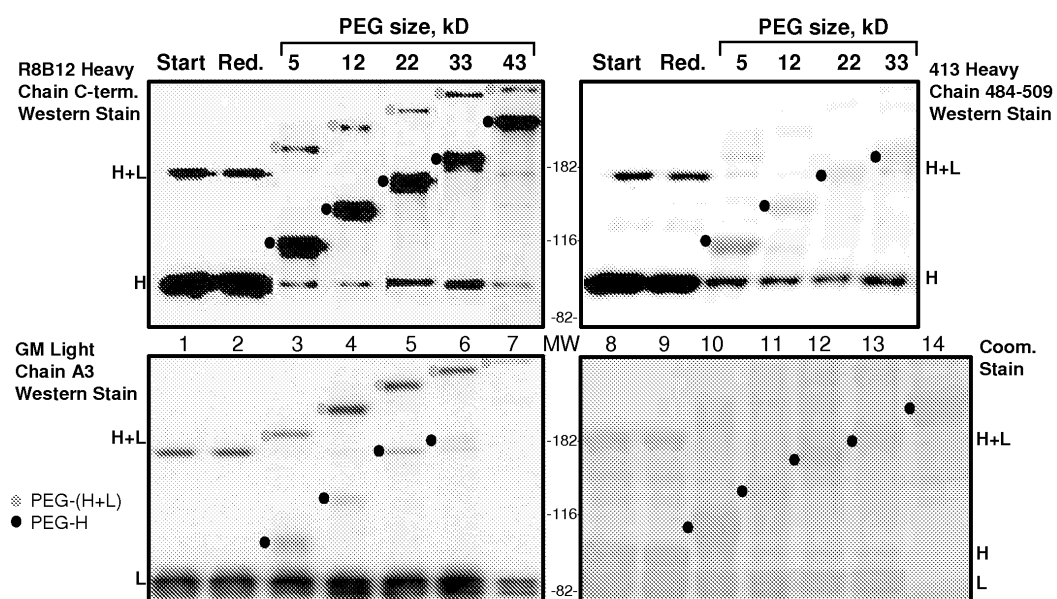 PEG size, kD
PEG size, kD
Start Red. 5 12 22 33 43
Start Red. 5 12 22 33
R8B12 Heavy
Chain C-term.
Western Stain
413 Heavy
Chain 484-509
Western Stain
H+L
-182-
H+L
-116-
H
H
-82-
1 2 3 4 5 6 7 MW 8 9 10 11 12 13 14
GM Light
Chain A3
Western Stain
Coom.
Stain
H+L
-182-
H+L
PEG-(H+L)
PEG-H
-116-
H
L
L
-82-